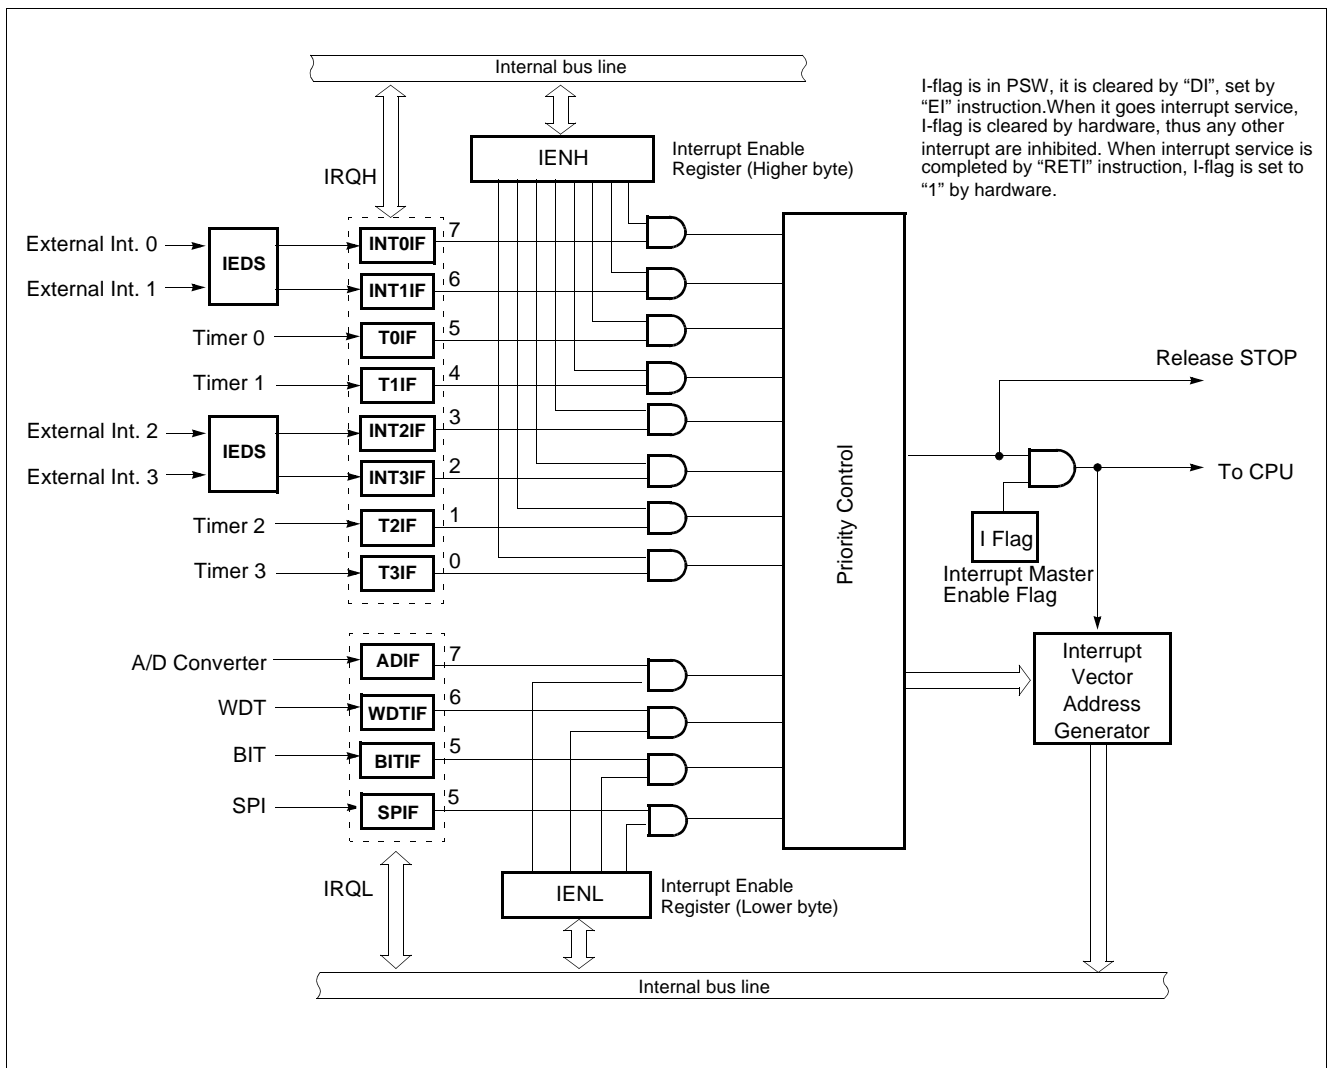 Internal bus line
I-flag is in PSW, it is cleared by “DI”, set by
“EI” instruction.When it goes interrupt service,
I-flag is cleared by hardware, thus any other
interrupt are inhibited. When interrupt service is
completed by “RETI” instruction, I-flag is set to
“1” by hardware.
IENH
Interrupt Enable
Register (Higher byte)
IRQH
External Int. 0
IEDS
INT0IF
7
External Int. 1
INT1IF
6
Timer 0
T0IF
5
Timer 1
T1IF
4
External Int. 2
IEDS
INT2IF
3
External Int. 3
INT3IF
2
Timer 2
T2IF
1
Timer 3
T3IF
0
Priority Control
Release STOP
To CPU
I Flag
Interrupt Master
Enable Flag
A/D Converter
ADIF
7
WDT
WDTIF
6
BIT
BITIF
5
SPI
SPIF
5
Interrupt
Vector
Address
Generator
IRQL
IENL
Interrupt Enable
Register (Lower byte)
Internal bus line